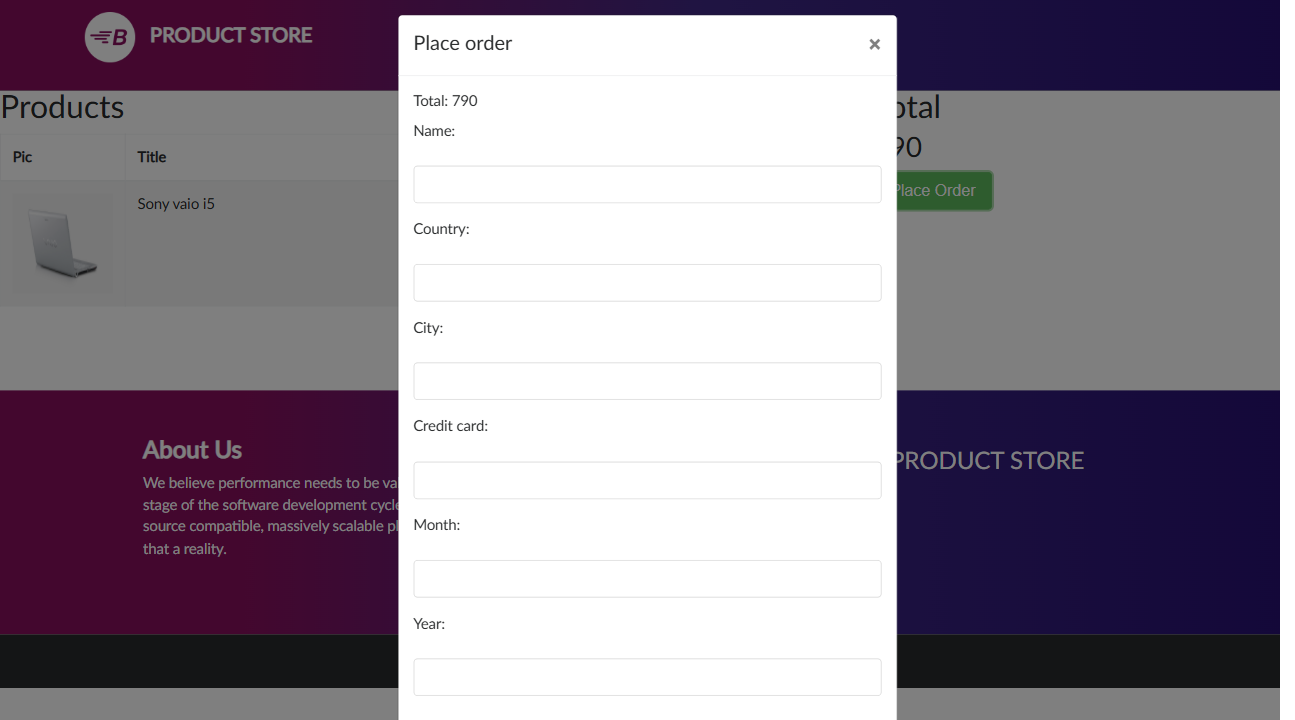 B PRODUCT STORE
Place order ×
Total: 790
Name:
Country:
City:
Credit card:
Month:
Year:
Products
Pic Title
Sony vaio i5
otal
90
Place Order
About Us
We believe performance needs to be va
stage of the software development cycle
source compatible, massively scalable pl
that a reality.
PRODUCT STORE